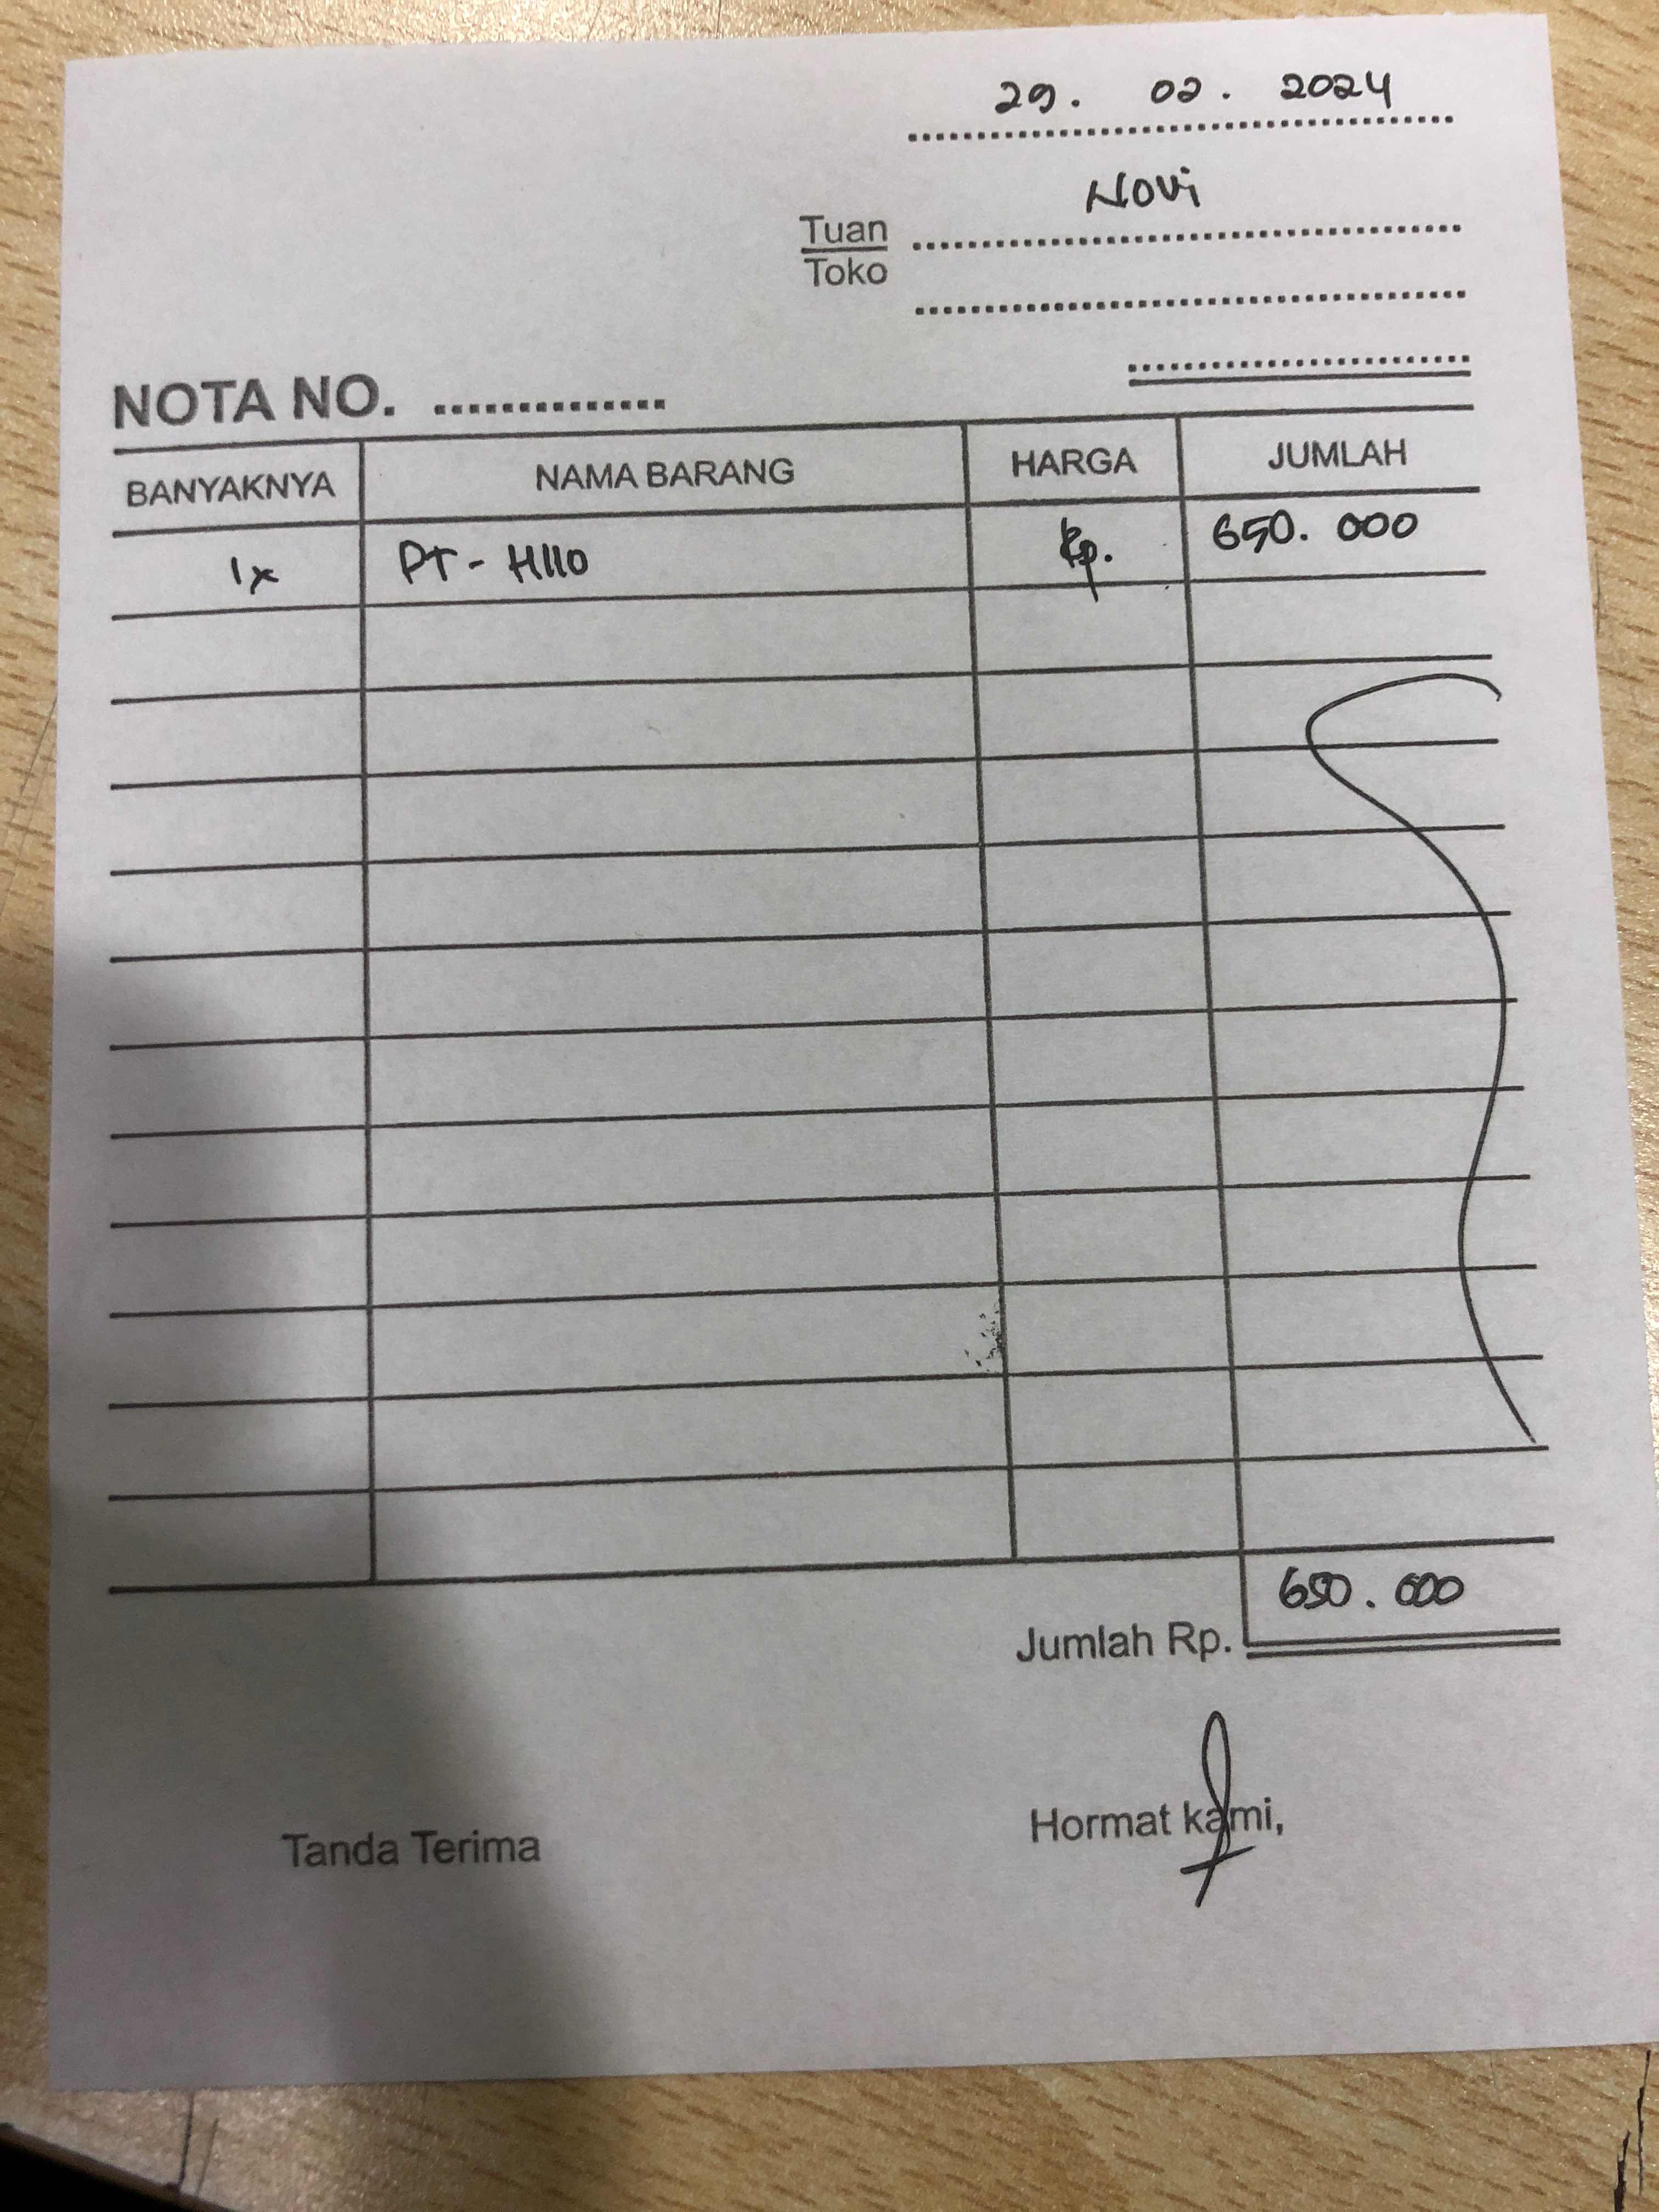 29. 02. 2024
Novi
Tuan
Toko
NOTA NO.
BANYAKNYA NAMA BARANG HARGA JUMLAH
1x PT - H110 Rp. 650. 000
650. 000
Jumlah Rp.
Tanda Terima Hormat kami,